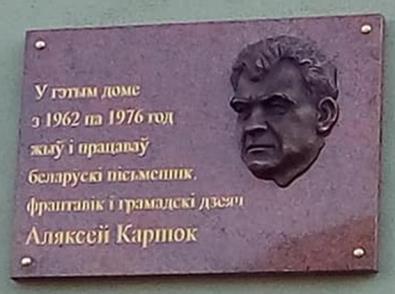 У гэтым доме
з 1962 па 1976 год
жыў і працаваў
беларускі пісьменнік,
франтавік і грамадскі дзеяч
Аляксей Карпюк